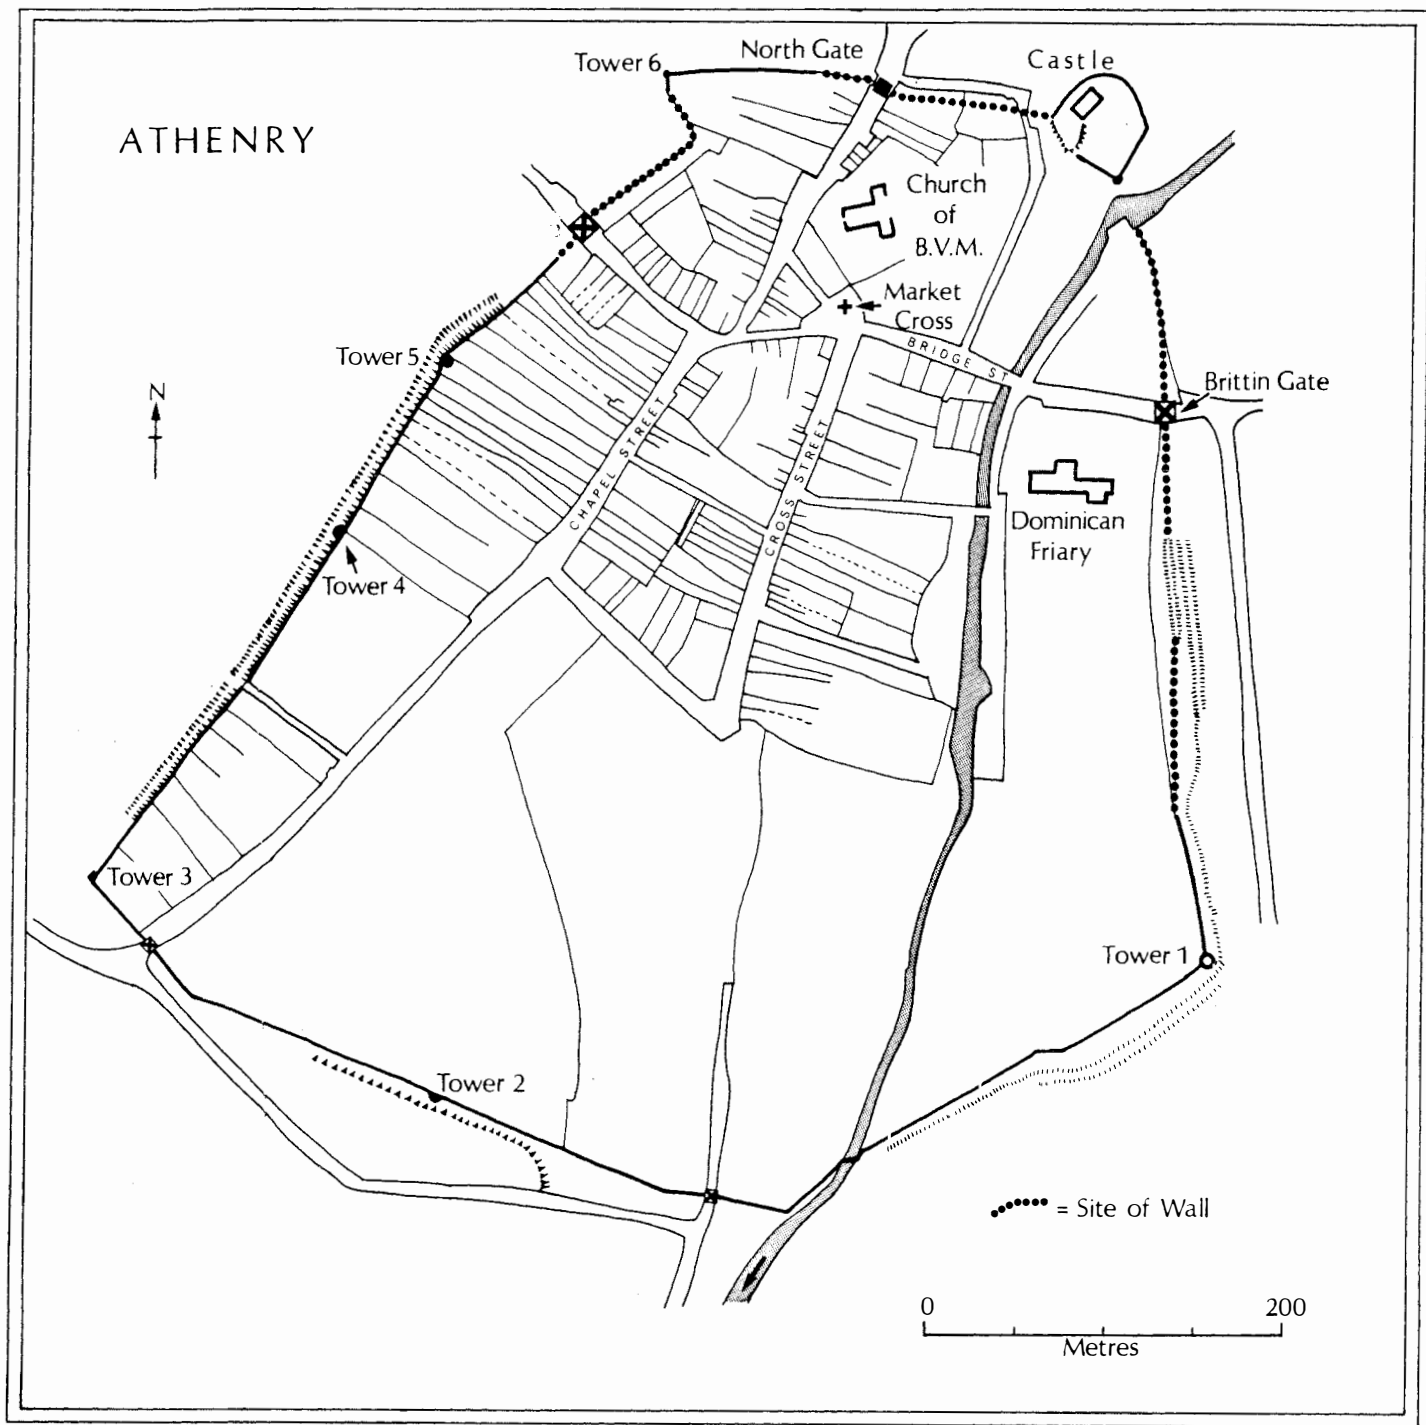 North Gate
Tower 6
Castle
ATHENRY
Church
of
B.V.M.
Market
Cross
BRIDGE ST
Tower 5
Brittin Gate
N
CHAPEL STREET
CROSS STREET
Dominican
Friary
Tower 4
Tower 3
Tower 1
Tower 2
= Site of Wall
0 200
Metres